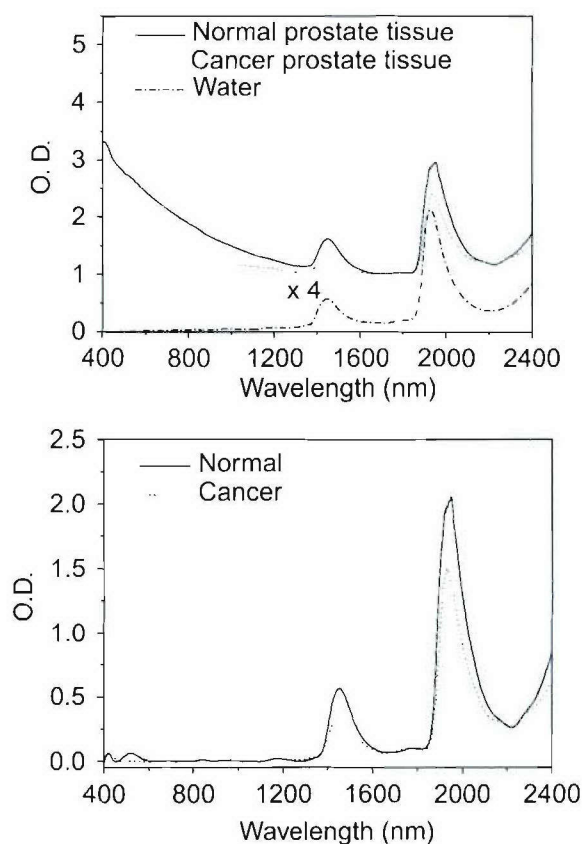 Normal prostate tissue
Cancer prostate tissue
Water
5
4
3
2
1
0
O. D.
x 4
400 800 1200 1600 2000 2400
Wavelength (nm)
Normal
Cancer
2.5
2.0
1.5
1.0
0.5
0.0
O.D.
400 800 1200 1600 2000 2400
Wavelength (nm)